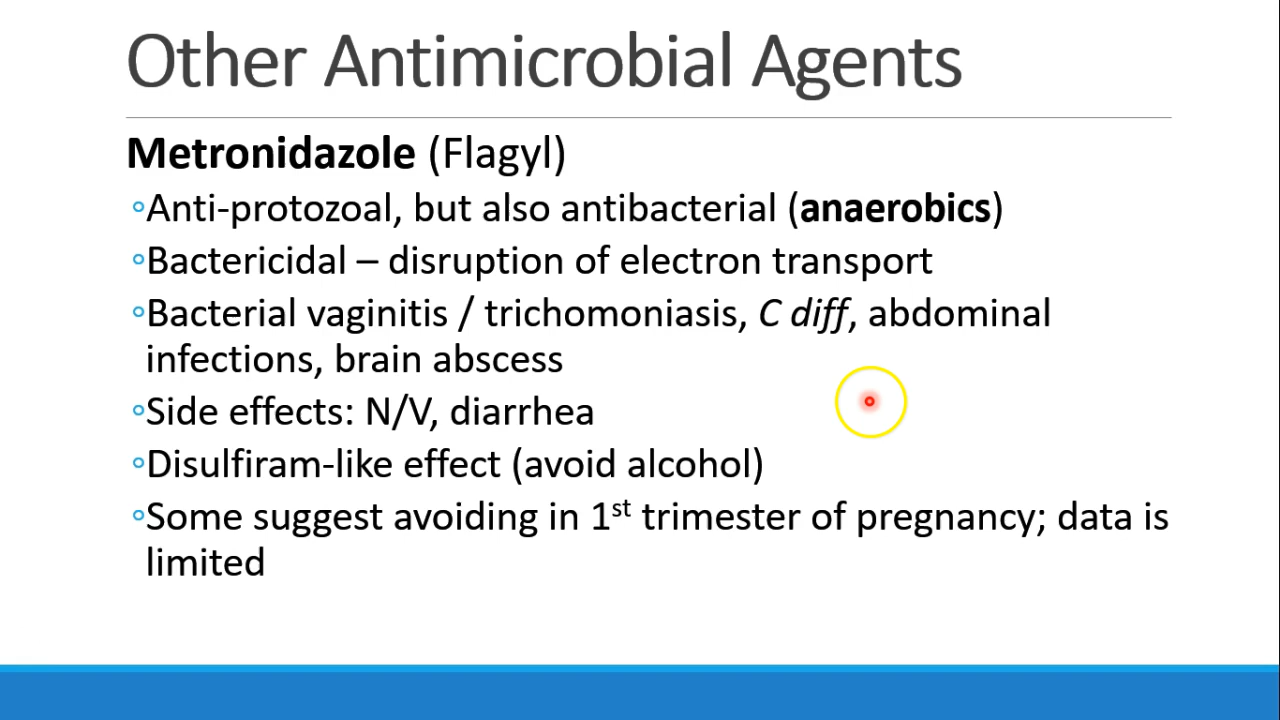 Other Antimicrobial Agents
Metronidazole (Flagyl)
◦Anti-protozoal, but also antibacterial (anaerobics)
◦Bactericidal – disruption of electron transport
◦Bacterial vaginitis / trichomoniasis, C diff, abdominal
infections, brain abscess
◦Side effects: N/V, diarrhea
◦Disulfiram-like effect (avoid alcohol)
◦Some suggest avoiding in 1st trimester of pregnancy; data is
limited